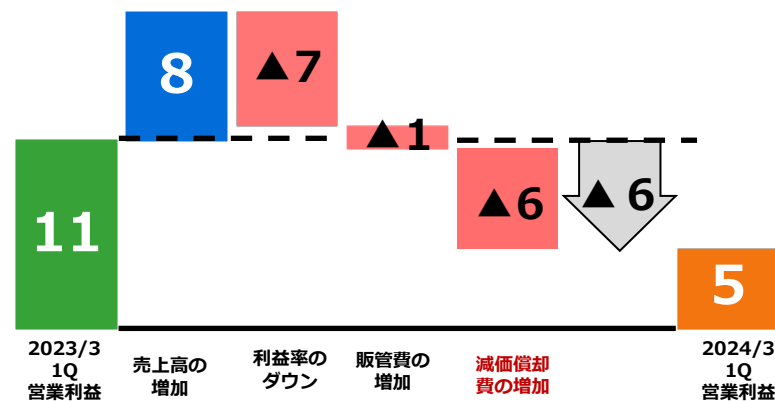 8
▲7
▲1
11
▲6
▲6
5
2023/3
1Q
営業利益
売上高の
増加
利益率の
ダウン
販管費の
増加
減価償却
費の増加
2024/3
1Q
営業利益